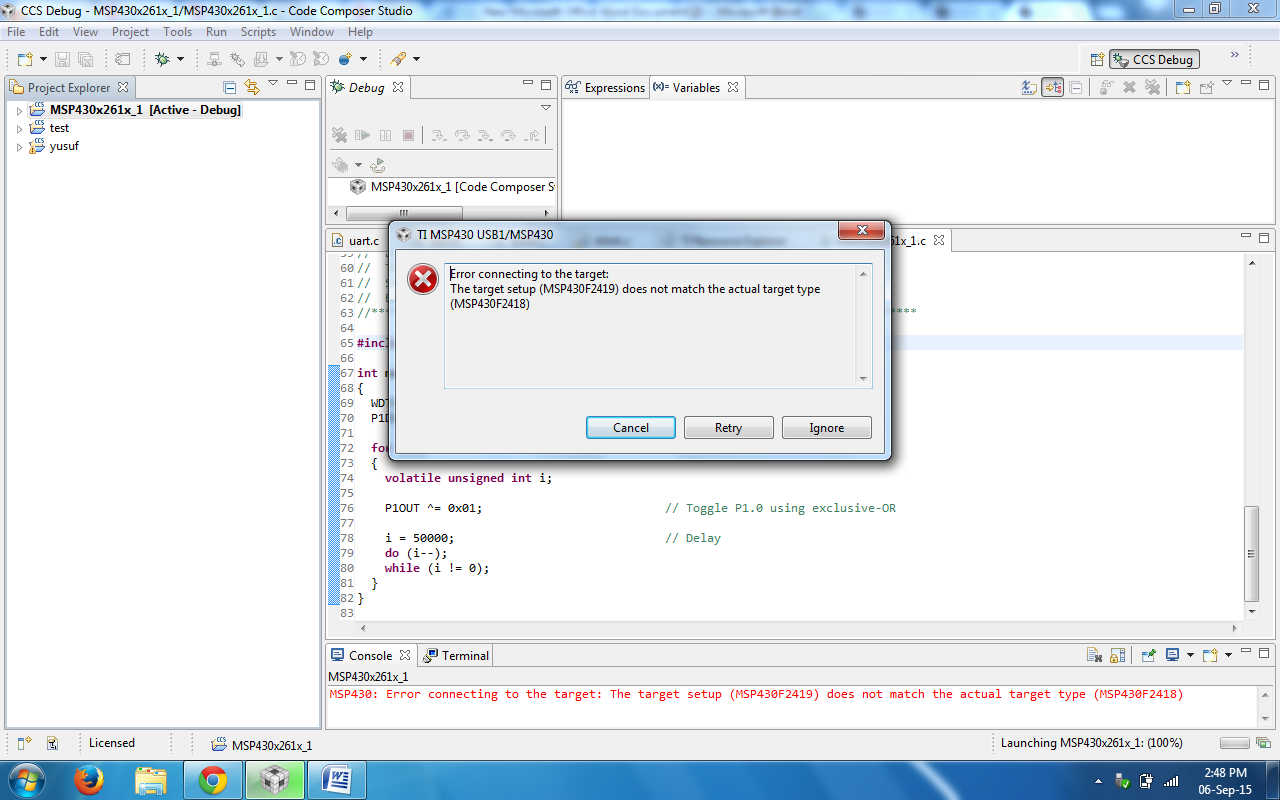 CCS Debug - MSP430x261x_1/MSP430x261x_1.c - Code Composer Studio
File Edit View Project Tools Run Scripts Window Help
CCS Debug
Project Explorer
MSP430x261x_1 [Active - Debug]
test
yusuf
Debug
MSP430x261x_1 [Code Composer S
Expressions
Variables
uart.c
1x_1.c
TI MSP430 USB1/MSP430
Error connecting to the target:
The target setup (MSP430F2419) does not match the actual target type
(MSP430F2418)
Cancel
Retry
Ignore
60 //
61 //
62 //
63 //**
64
65 #incl
66
67 int
68 {
69 WDT
70 P1D
71
72 for
73 {
74 volatile unsigned int i;
75
76 P1OUT ^= 0x01; // Toggle P1.0 using exclusive-OR
77
78 i = 50000; // Delay
79 do (i--);
80 while (i != 0);
81 }
82 }
83
Console
Terminal
MSP430x261x_1
MSP430: Error connecting to the target: The target setup (MSP430F2419) does not match the actual target type (MSP430F2418)
Licensed
MSP430x261x_1
Launching MSP430x261x_1: (100%)
2:48 PM
06-Sep-15